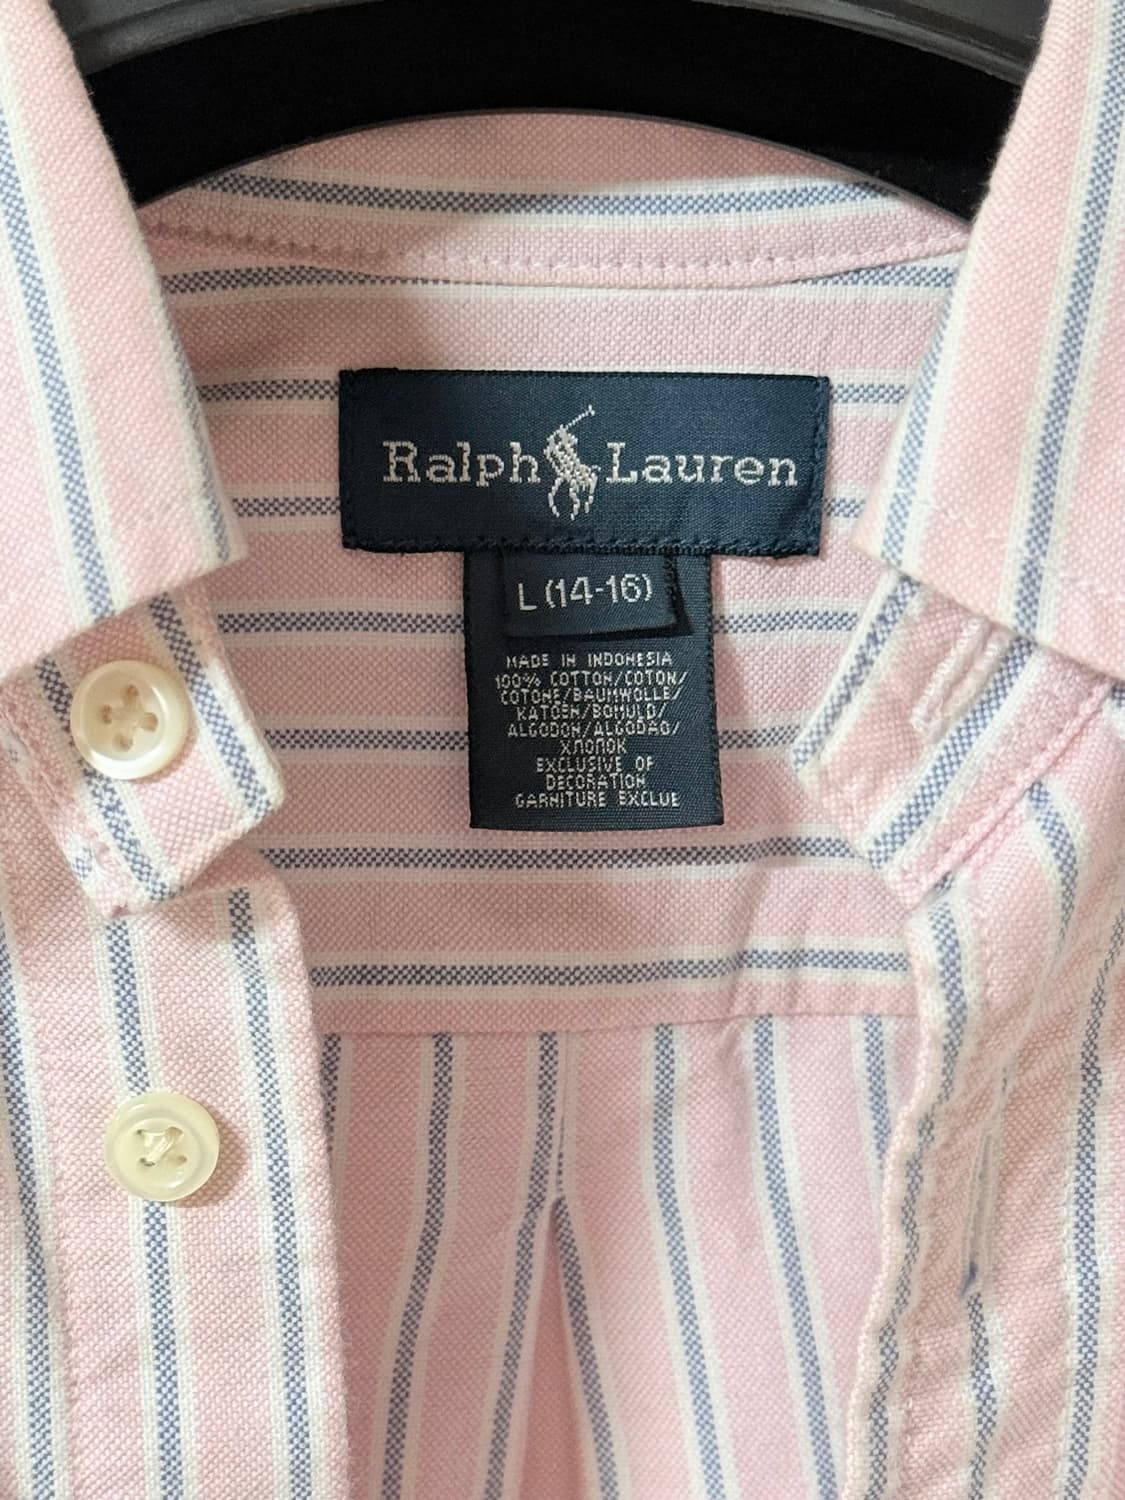 Ralph Lauren
L (14-16)
MADE IN INDONESIA
100% COTTON/COTON/
COTONE/BAUMWOLLE/
KATOEN/BOMULD/
ALGODON/ALGODAO/
ХЛОПОК
EXCLUSIVE OF
DECORATION
GARNITURE EXCLUE